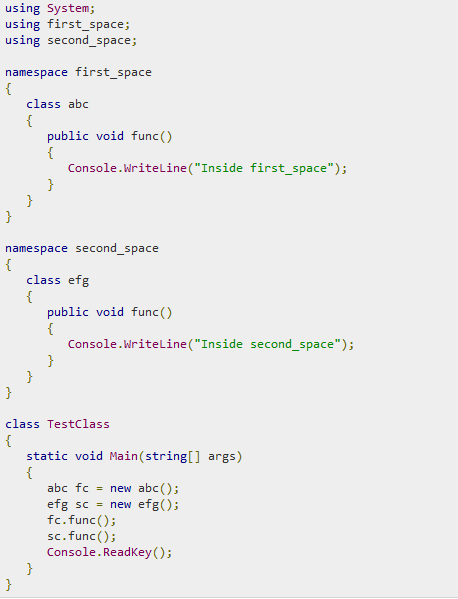 using System;
using first_space;
using second_space;

namespace first_space
{
   class abc
   {
      public void func()
      {
         Console.WriteLine("Inside first_space");
      }
   }
}

namespace second_space
{
   class efg
   {
      public void func()
      {
         Console.WriteLine("Inside second_space");
      }
   }
}

class TestClass
{
   static void Main(string[] args)
   {
      abc fc = new abc();
      efg sc = new efg();
      fc.func();
      sc.func();
      Console.ReadKey();
   }
}